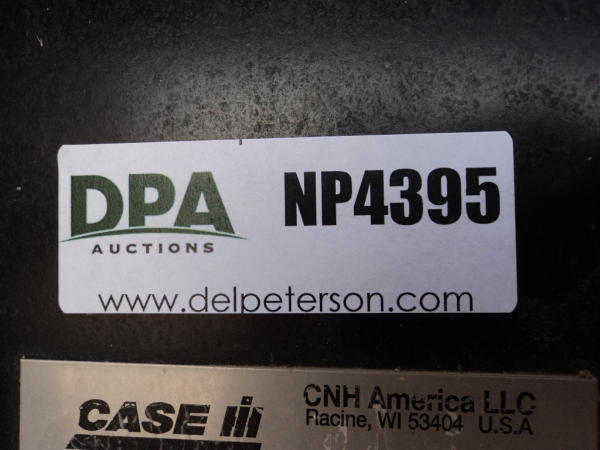 DPA NP4395
AUCTIONS
www.delpeterson.com
CASE IH CNH America LLC
Racine, WI 53404 U.S.A